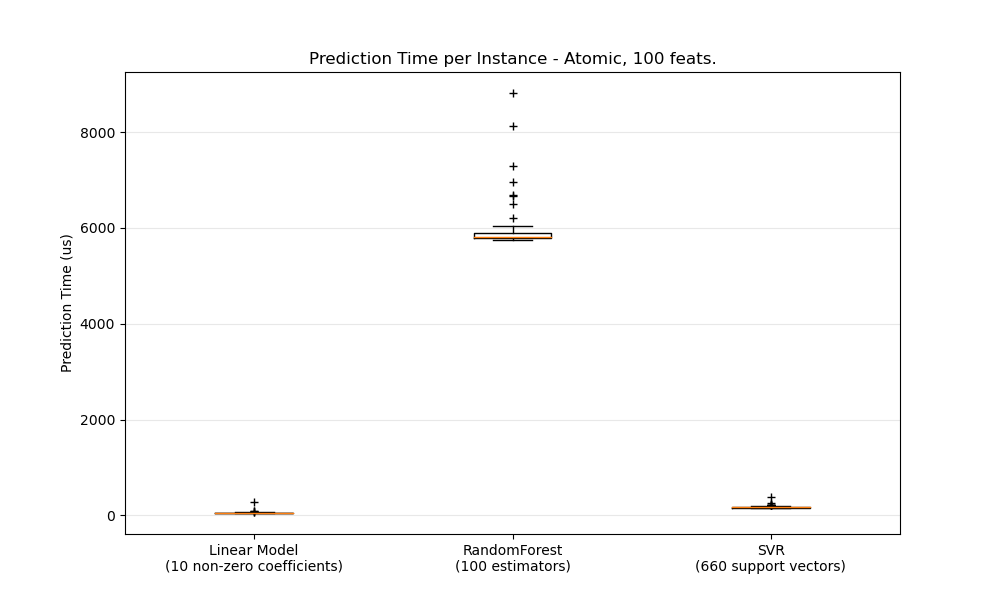 Prediction Time per Instance - Atomic, 100 feats.
Prediction Time (us)
8000
6000
4000
2000
0
Linear Model
(10 non-zero coefficients)
RandomForest
(100 estimators)
SVR
(660 support vectors)